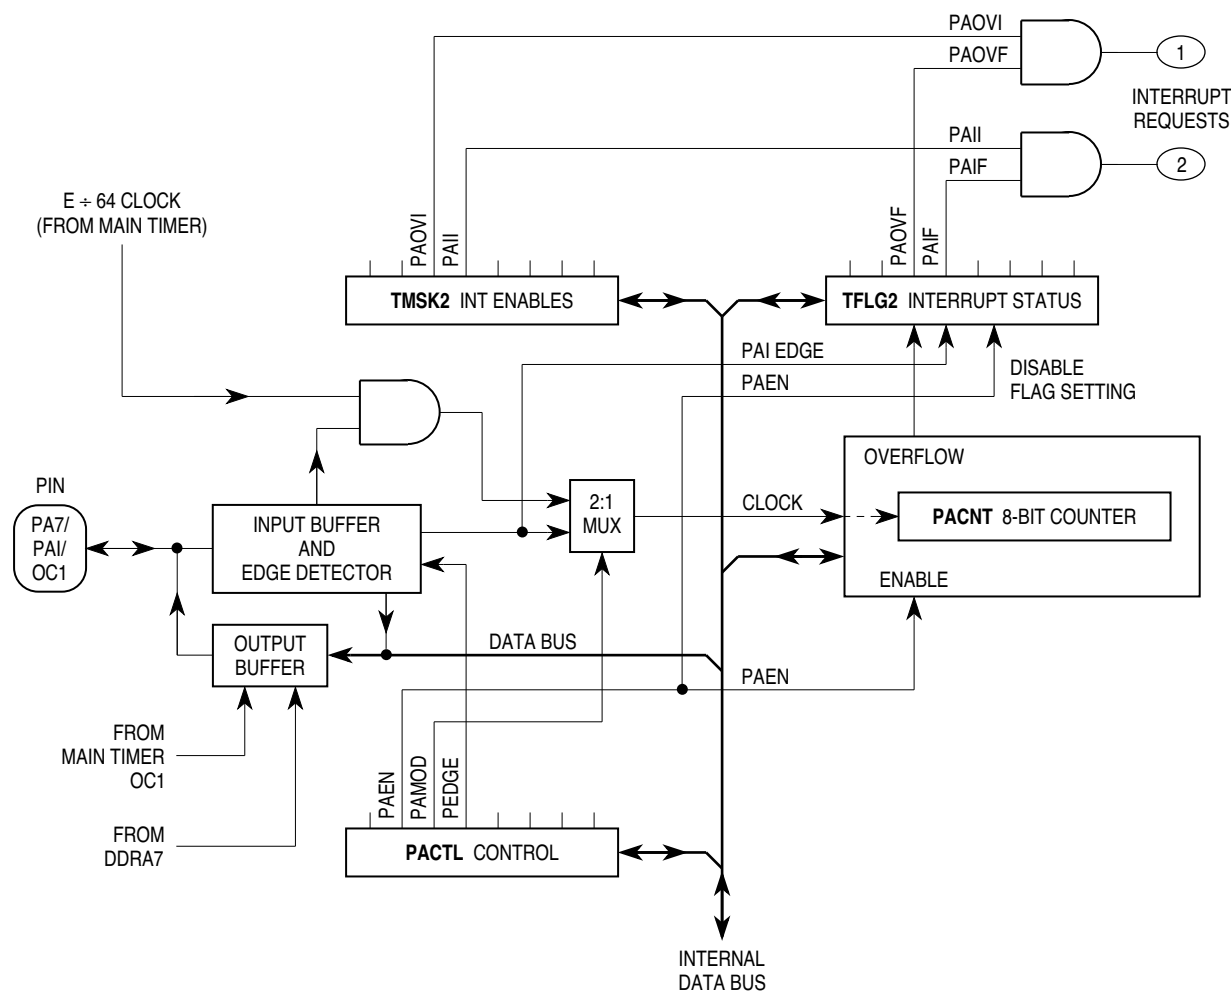 PAOVI
1
PAOVF
INTERRUPT
REQUESTS
PAII
2
PAIF
E ÷ 64 CLOCK
(FROM MAIN TIMER)
PAOVI
PAII
PAOVF
PAIF
TMSK2 INT ENABLES
TFLG2 INTERRUPT STATUS
PAI EDGE
DISABLE
FLAG SETTING
PAEN
OVERFLOW
PIN
PA7/
PAI/
OC1
INPUT BUFFER
AND
EDGE DETECTOR
2:1
MUX
CLOCK
PACNT 8-BIT COUNTER
ENABLE
OUTPUT
BUFFER
DATA BUS
PAEN
FROM
MAIN TIMER
OC1
PAEN
PAMOD
PEDGE
FROM
DDRA7
PACTL CONTROL
INTERNAL
DATA BUS